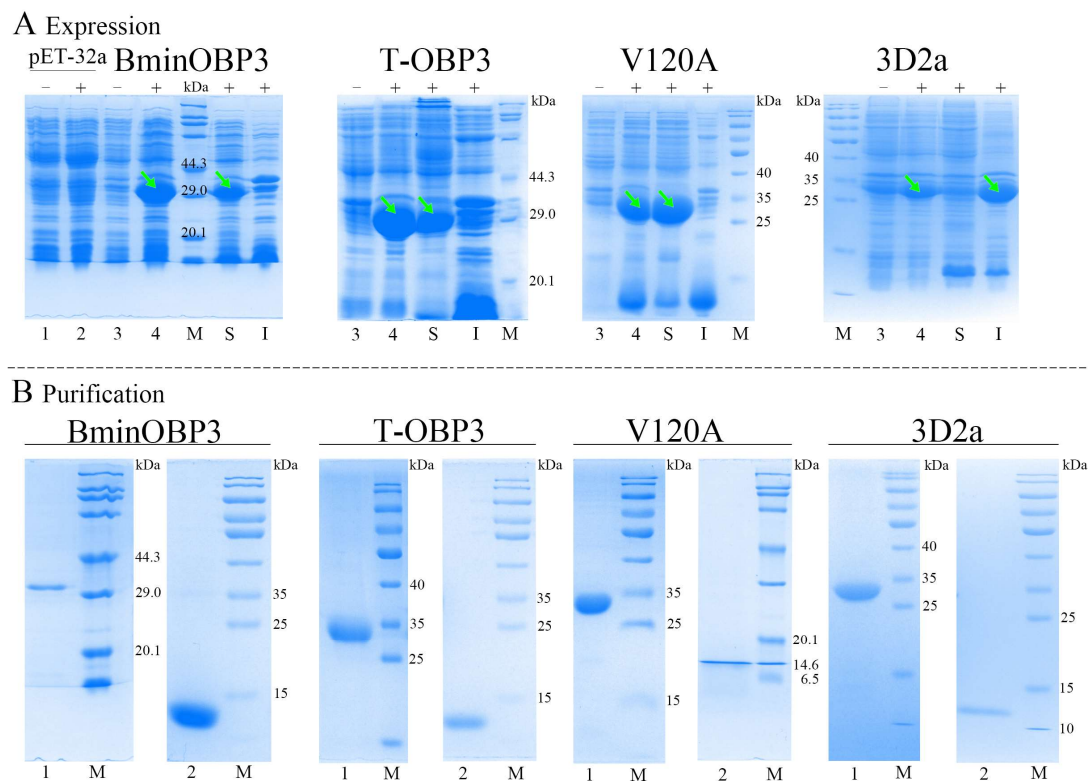 A Expression
pET-32a BminOBP3 T-OBP3 V120A 3D2a
− + − + kDa + +
44.3
29.0
20.1
1 2 3 4 M S I
− + + + kDa
44.3
29.0
20.1
3 4 S I M
− + + + kDa
40
35
25
3 4 S I M
kDa − + + +
40
35
25
M 3 4 S I
B Purification
BminOBP3 T-OBP3 V120A 3D2a
kDa
44.3
29.0
20.1
1 M
kDa
35
25
15
2 M
kDa
40
35
25
1 M
kDa
35
25
15
2 M
kDa
35
25
15
1 M
kDa
20.1
14.6
6.5
2 M
kDa
40
35
25
1 M
kDa
25
15
10
2 M